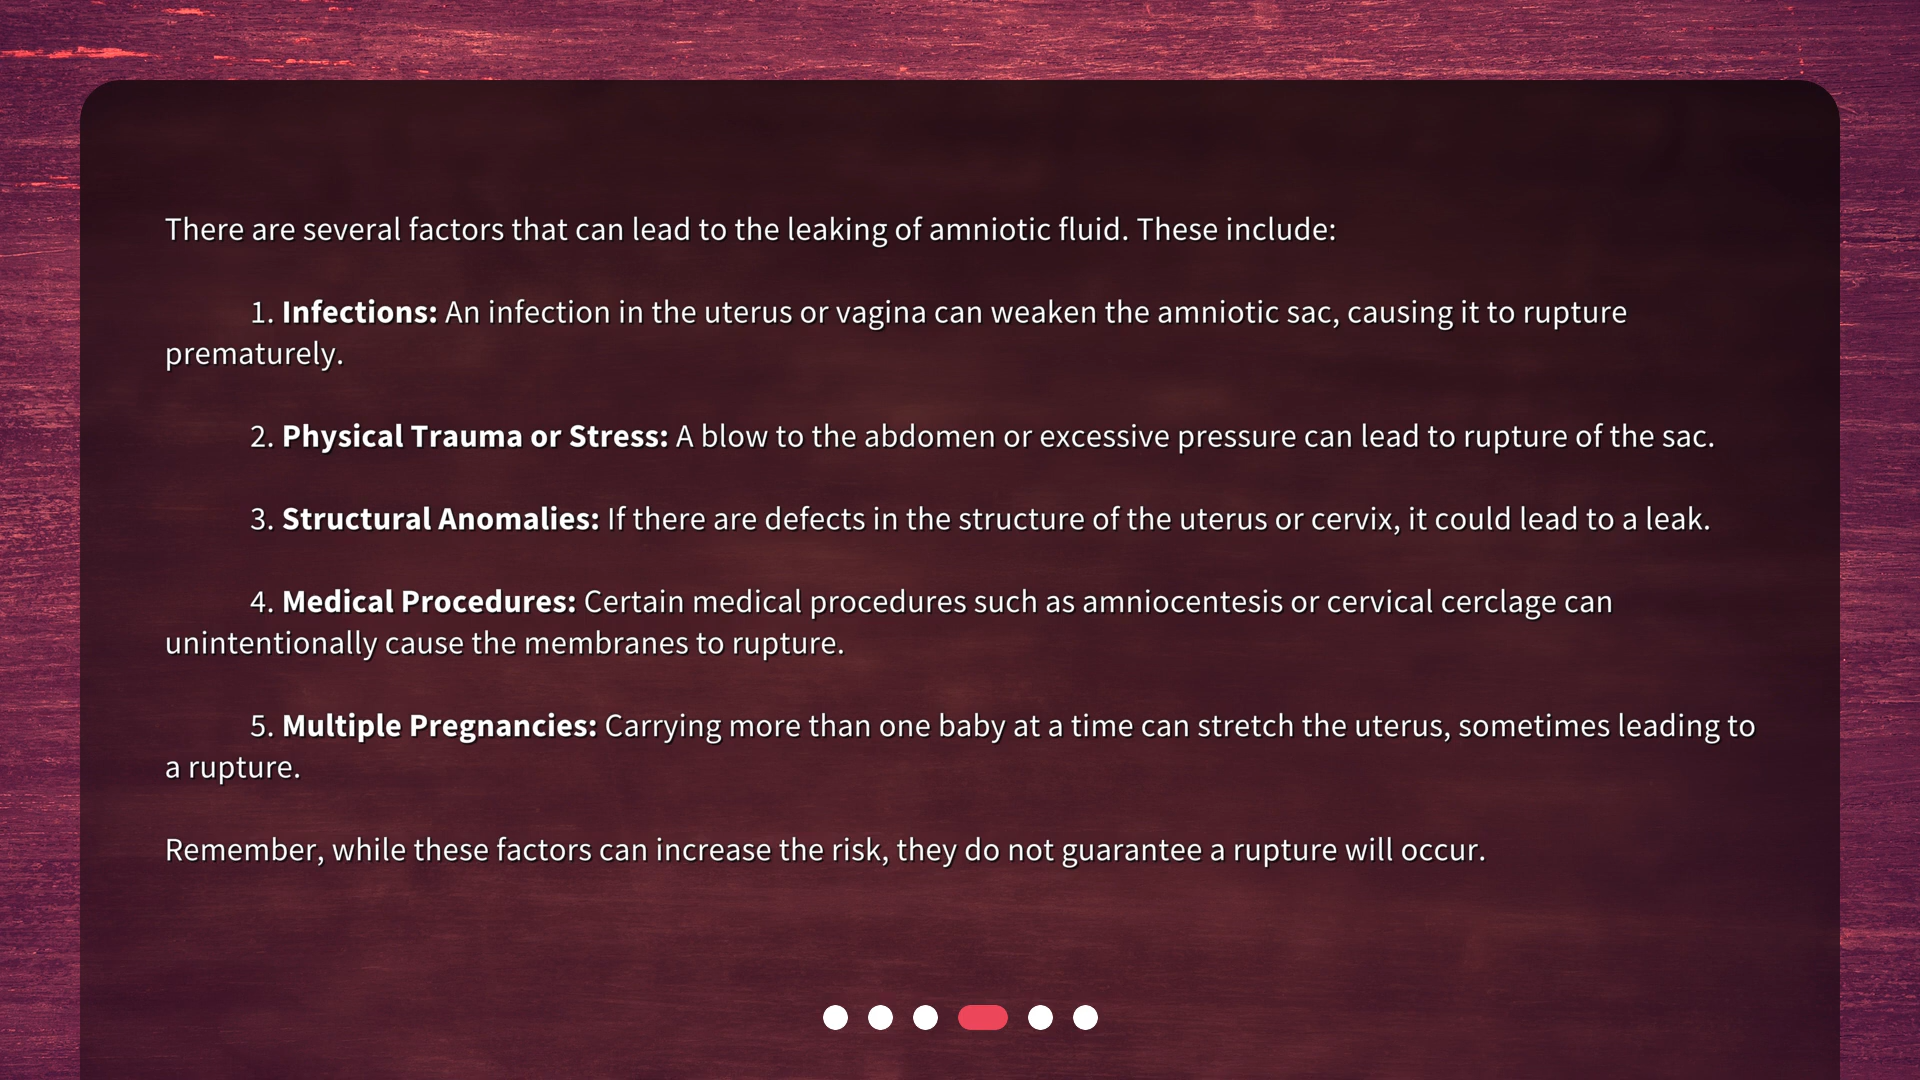 There are several factors that can lead to the leaking of amniotic fluid. These include:
1. Infections: An infection in the uterus or vagina can weaken the amniotic sac, causing it to rupture
prematurely.
2. Physical Trauma or Stress: A blow to the abdomen or excessive pressure can lead to rupture of the sac.
3. Structural Anomalies: If there are defects in the structure of the uterus or cervix, it could lead to a leak.
4. Medical Procedures: Certain medical procedures such as amniocentesis or cervical cerclage can
unintentionally cause the membranes to rupture.
5. Multiple Pregnancies: Carrying more than one baby at a time can stretch the uterus, sometimes leading to
a rupture.
Remember, while these factors can increase the risk, they do not guarantee a rupture will occur.